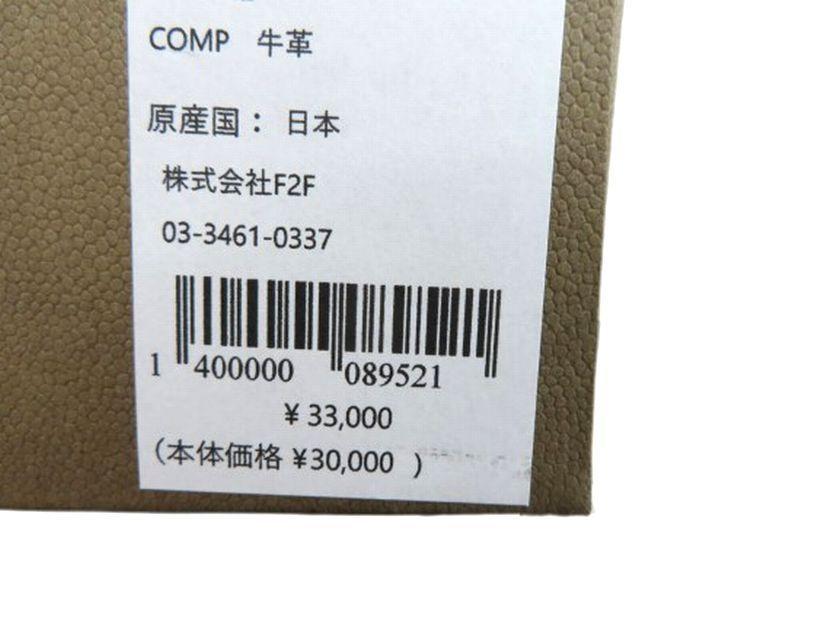 COMP 牛革
原産国： 日本
株式会社F2F
03-3461-0337
1 400000 089521
¥ 33,000
(本体価格 ¥30,000 )